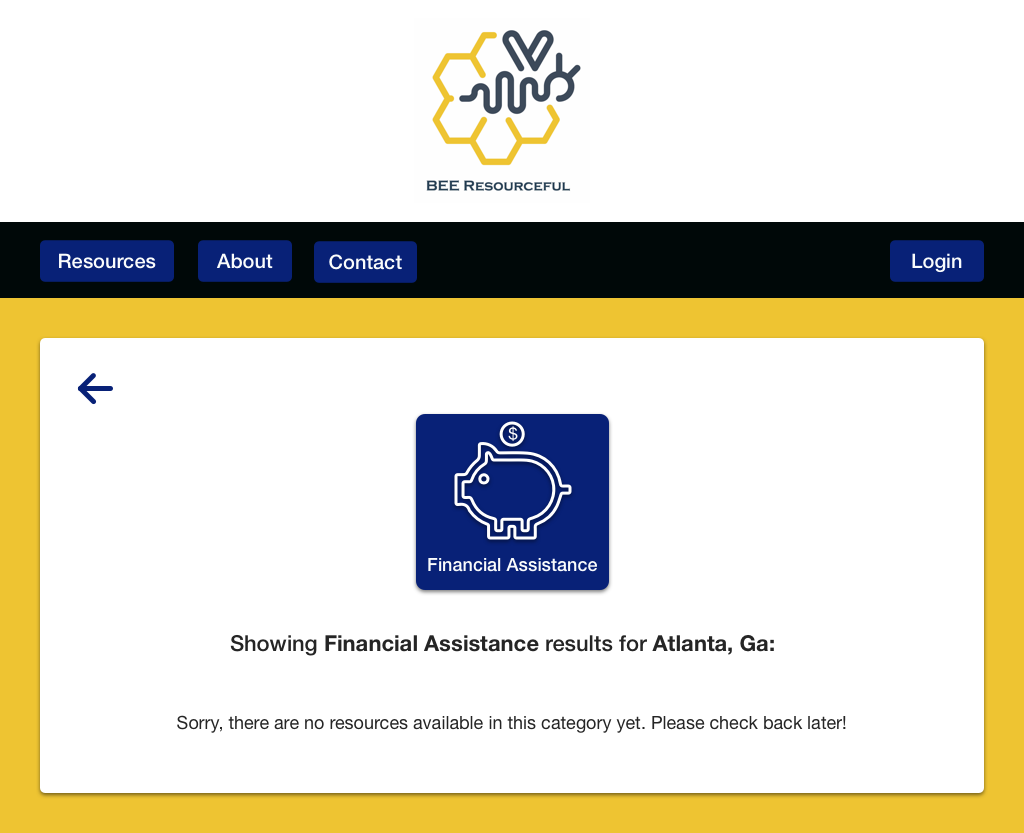 BEE Resourceful
Resources
About
Contact
Login
$
Financial Assistance
Showing Financial Assistance results for Atlanta, Ga:
Sorry, there are no resources available in this category yet. Please check back later!